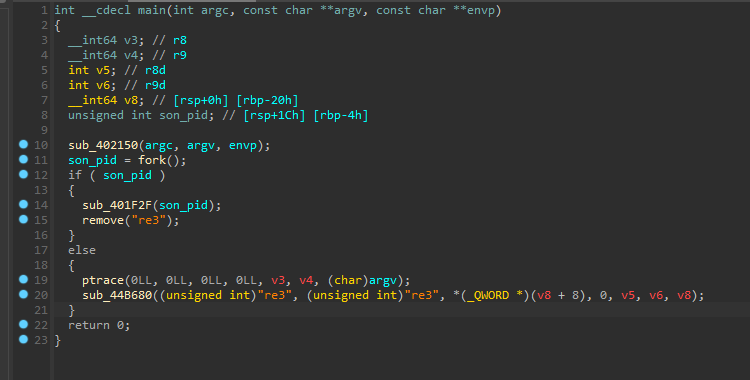 1 int __cdecl main(int argc, const char **argv, const char **envp)
2 {
3   __int64 v3; // r8
4   __int64 v4; // r9
5   int v5; // r8d
6   int v6; // r9d
7   __int64 v8; // [rsp+0h] [rbp-20h]
8   unsigned int son_pid; // [rsp+1Ch] [rbp-4h]
9
10   sub_402150(argc, argv, envp);
11   son_pid = fork();
12   if ( son_pid )
13   {
14     sub_401F2F(son_pid);
15     remove("re3");
16   }
17   else
18   {
19     ptrace(0LL, 0LL, 0LL, 0LL, v3, v4, (char)argv);
20     sub_44B680((unsigned int)"re3", (unsigned int)"re3", *(_QWORD *)(v8 + 8), 0, v5, v6, v8);
21   }
22   return 0;
23 }